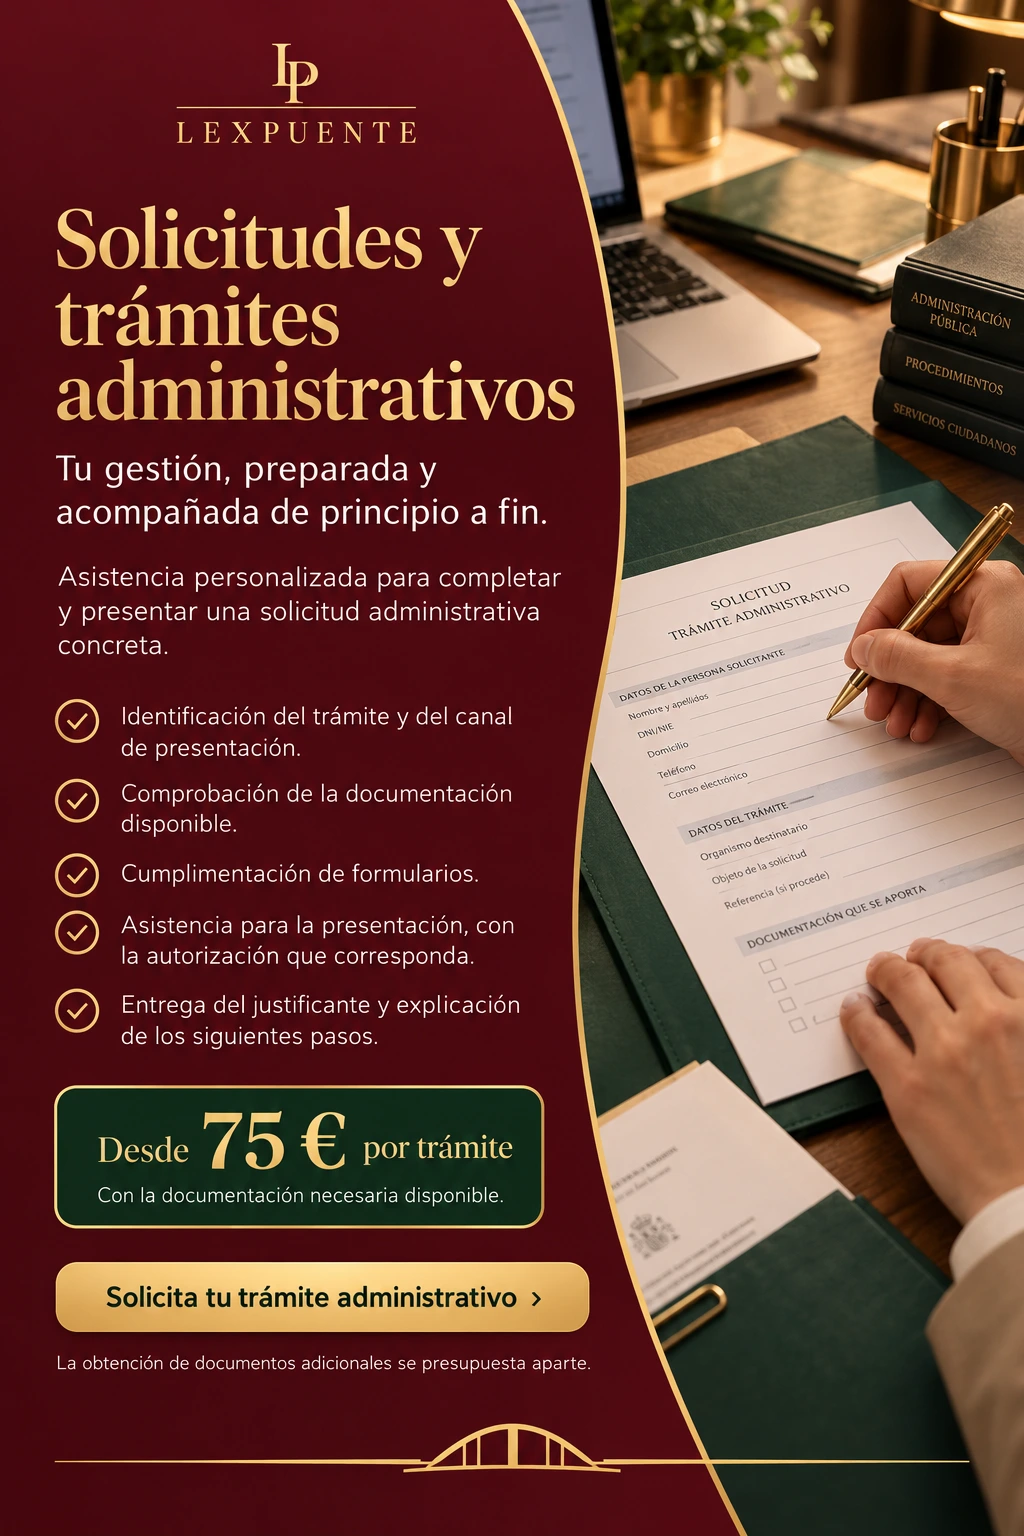 LP
LEXPUENTE
Solicitudes y
trámites
administrativos
Tu gestión, preparada y
acompañada de principio a fin.
Asistencia personalizada para completar
y presentar una solicitud administrativa
concreta.
Identificación del trámite y del canal
de presentación.
Comprobación de la documentación
disponible.
Cumplimentación de formularios.
Asistencia para la presentación, con
la autorización que corresponda.
Entrega del justificante y explicación
de los siguientes pasos.
Desde 75 € por trámite
Con la documentación necesaria disponible.
Solicita tu trámite administrativo ›
La obtención de documentos adicionales se presupuesta aparte.
ADMINISTRACIÓN
PÚBLICA
PROCEDIMIENTOS
SERVICIOS CIUDADANOS
SOLICITUD
TRÁMITE ADMINISTRATIVO
DATOS DE LA PERSONA SOLICITANTE
Nombre y apellidos
DNI/NIE
Domicilio
Teléfono
Correo electrónico
DATOS DEL TRÁMITE
Organismo destinatario
Objeto de la solicitud
Referencia (si procede)
DOCUMENTACIÓN QUE SE APORTA